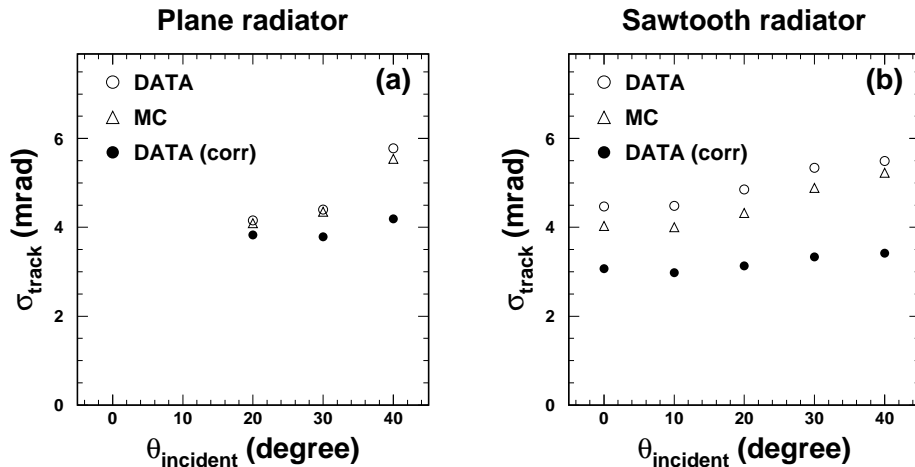 Plane radiator
(a)
DATA
MC
DATA (corr)
σtrack (mrad)
6
4
2
0
0 10 20 30 40
θincident (degree)
Sawtooth radiator
(b)
DATA
MC
DATA (corr)
σtrack (mrad)
6
4
2
0
0 10 20 30 40
θincident (degree)